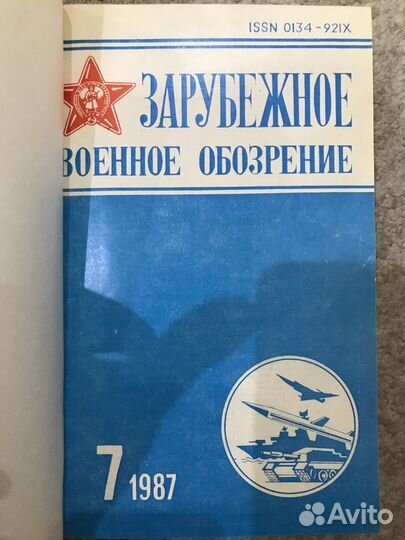 ISSN 0134-921X
ЗАРУБЕЖНОЕ
ВОЕННОЕ ОБОЗРЕНИЕ
7 1987
Avito